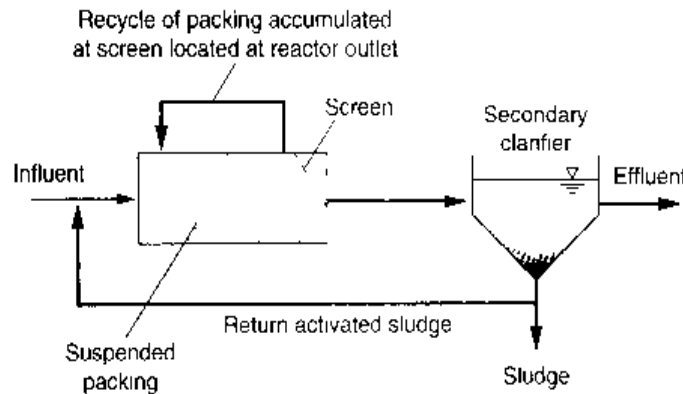 Recycle of packing accumulated
at screen located at reactor outlet
Screen
Secondary
clarifier
Influent
Effluent
Return activated sludge
Suspended
packing
Sludge